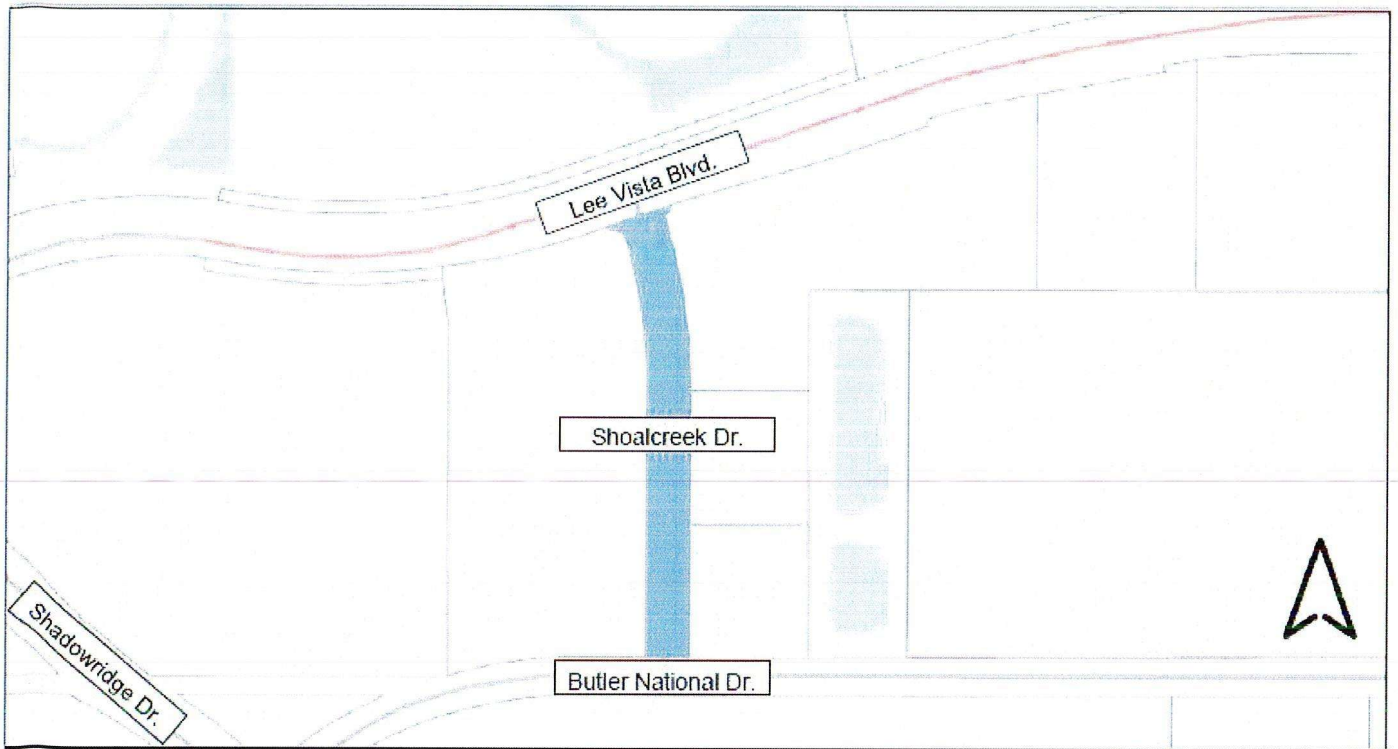 Lee Vista Blvd.
Shoalcreek Dr.
Shadowridge Dr.
Butler National Dr.